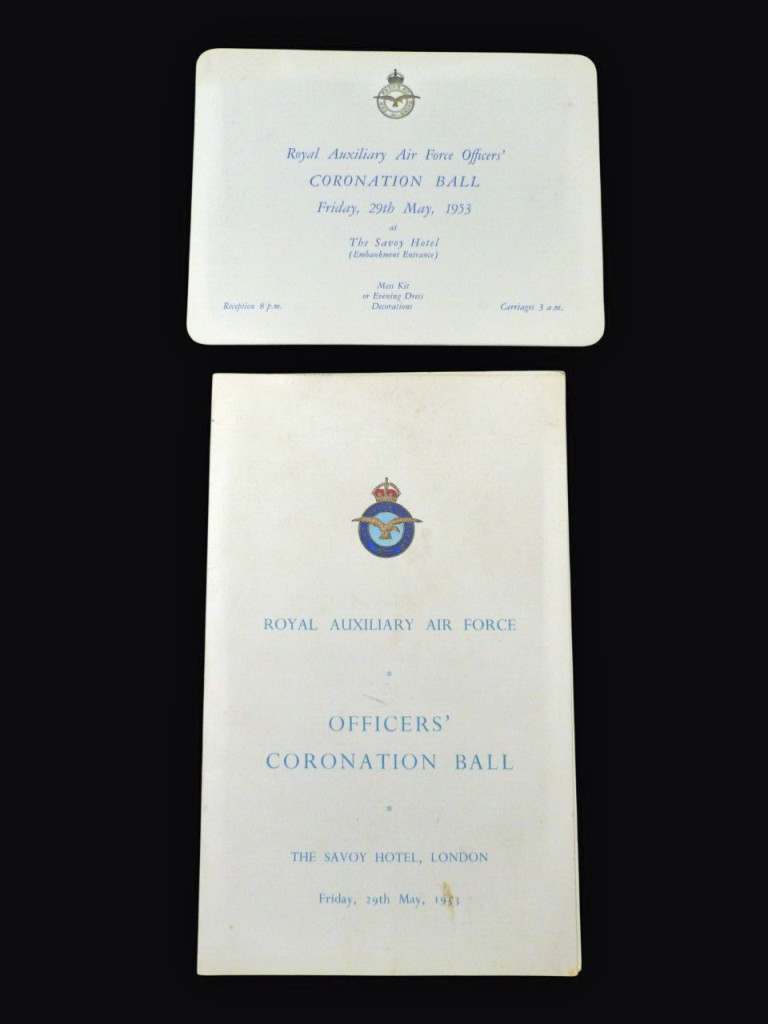 Royal Auxiliary Air Force Officers'
CORONATION BALL
Friday, 29th May, 1953
at
The Savoy Hotel
(Embankment Entrance)
Mess Kit
or Evening Dress
Reception 8 p.m.
Decorations
Carriages 3 a.m.
ROYAL AUXILIARY AIR FORCE
*
OFFICERS'
CORONATION BALL
*
THE SAVOY HOTEL, LONDON
Friday, 29th May, 1953